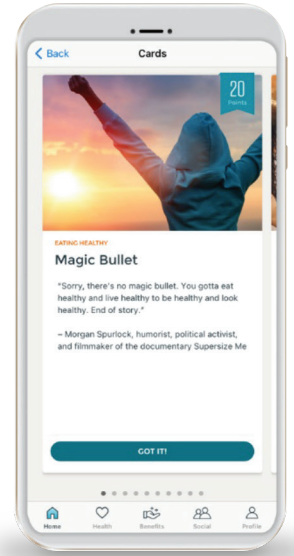 Back
Cards
20
Points
EATING HEALTHY
Magic Bullet
"Sorry, there's no magic bullet. You gotta eat
healthy and live healthy to be healthy and look
healthy. End of story."
– Morgan Spurlock, humorist, political activist,
and filmmaker of the documentary Supersize Me
GOT IT!
Home
Health
Benefits
Social
Profile